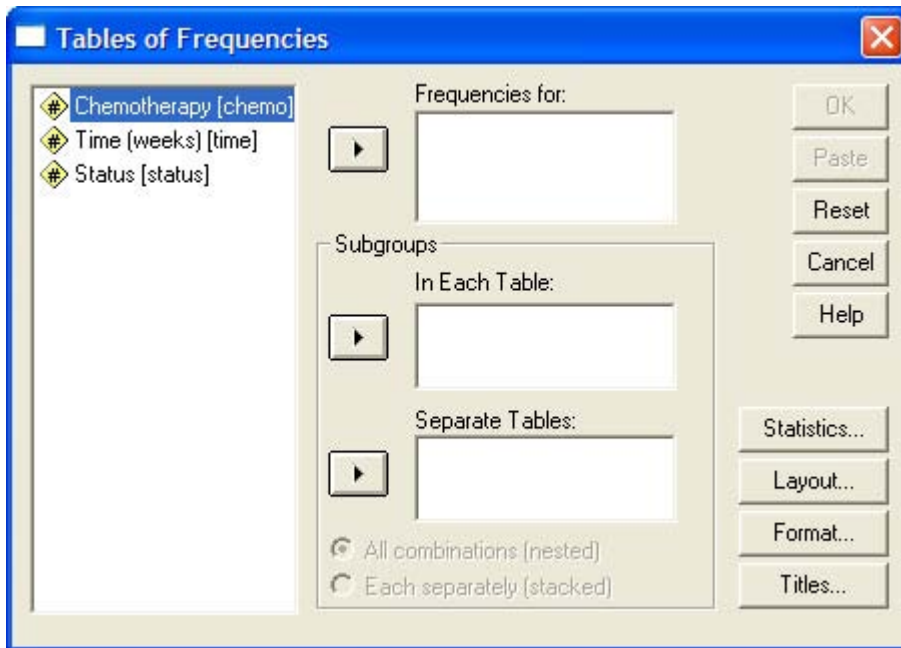 Tables of Frequencies
Chemotherapy [chemo]
Time (weeks) [time]
Status [status]
Frequencies for:
Subgroups
In Each Table:
Separate Tables:
All combinations (nested)
Each separately (stacked)
OK
Paste
Reset
Cancel
Help
Statistics...
Layout...
Format...
Titles...